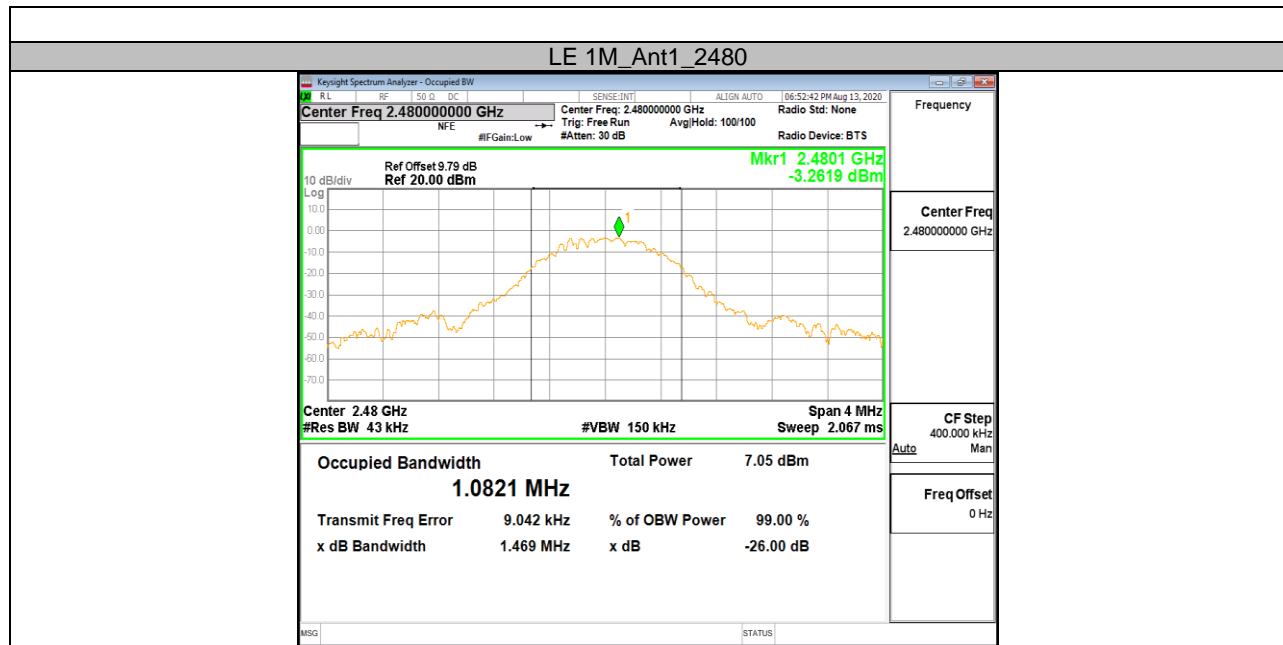 LE 1M_Ant1_2480
Keysight Spectrum Analyzer - Occupied BW
RL RF 50 Ω DC SENSE:INT ALIGN AUTO 06:52:42 PM Aug 13, 2020
Center Freq 2.480000000 GHz
NFE
#IFGain:Low
Center Freq: 2.480000000 GHz
Trig: Free Run Avg|Hold: 100/100
#Atten: 30 dB
Radio Std: None
Radio Device: BTS
Frequency
Ref Offset 9.79 dB
10 dB/div Ref 20.00 dBm
Mkr1 2.4801 GHz
-3.2619 dBm
Log
10.0
0.00
-10.0
-20.0
-30.0
-40.0
-50.0
-60.0
-70.0
1
Center Freq
2.480000000 GHz
Center 2.48 GHz Span 4 MHz
#Res BW 43 kHz #VBW 150 kHz Sweep 2.067 ms
CF Step
400.000 kHz
Auto Man
Occupied Bandwidth Total Power 7.05 dBm
1.0821 MHz
Freq Offset
0 Hz
Transmit Freq Error 9.042 kHz % of OBW Power 99.00 %
x dB Bandwidth 1.469 MHz x dB -26.00 dB
MSG STATUS